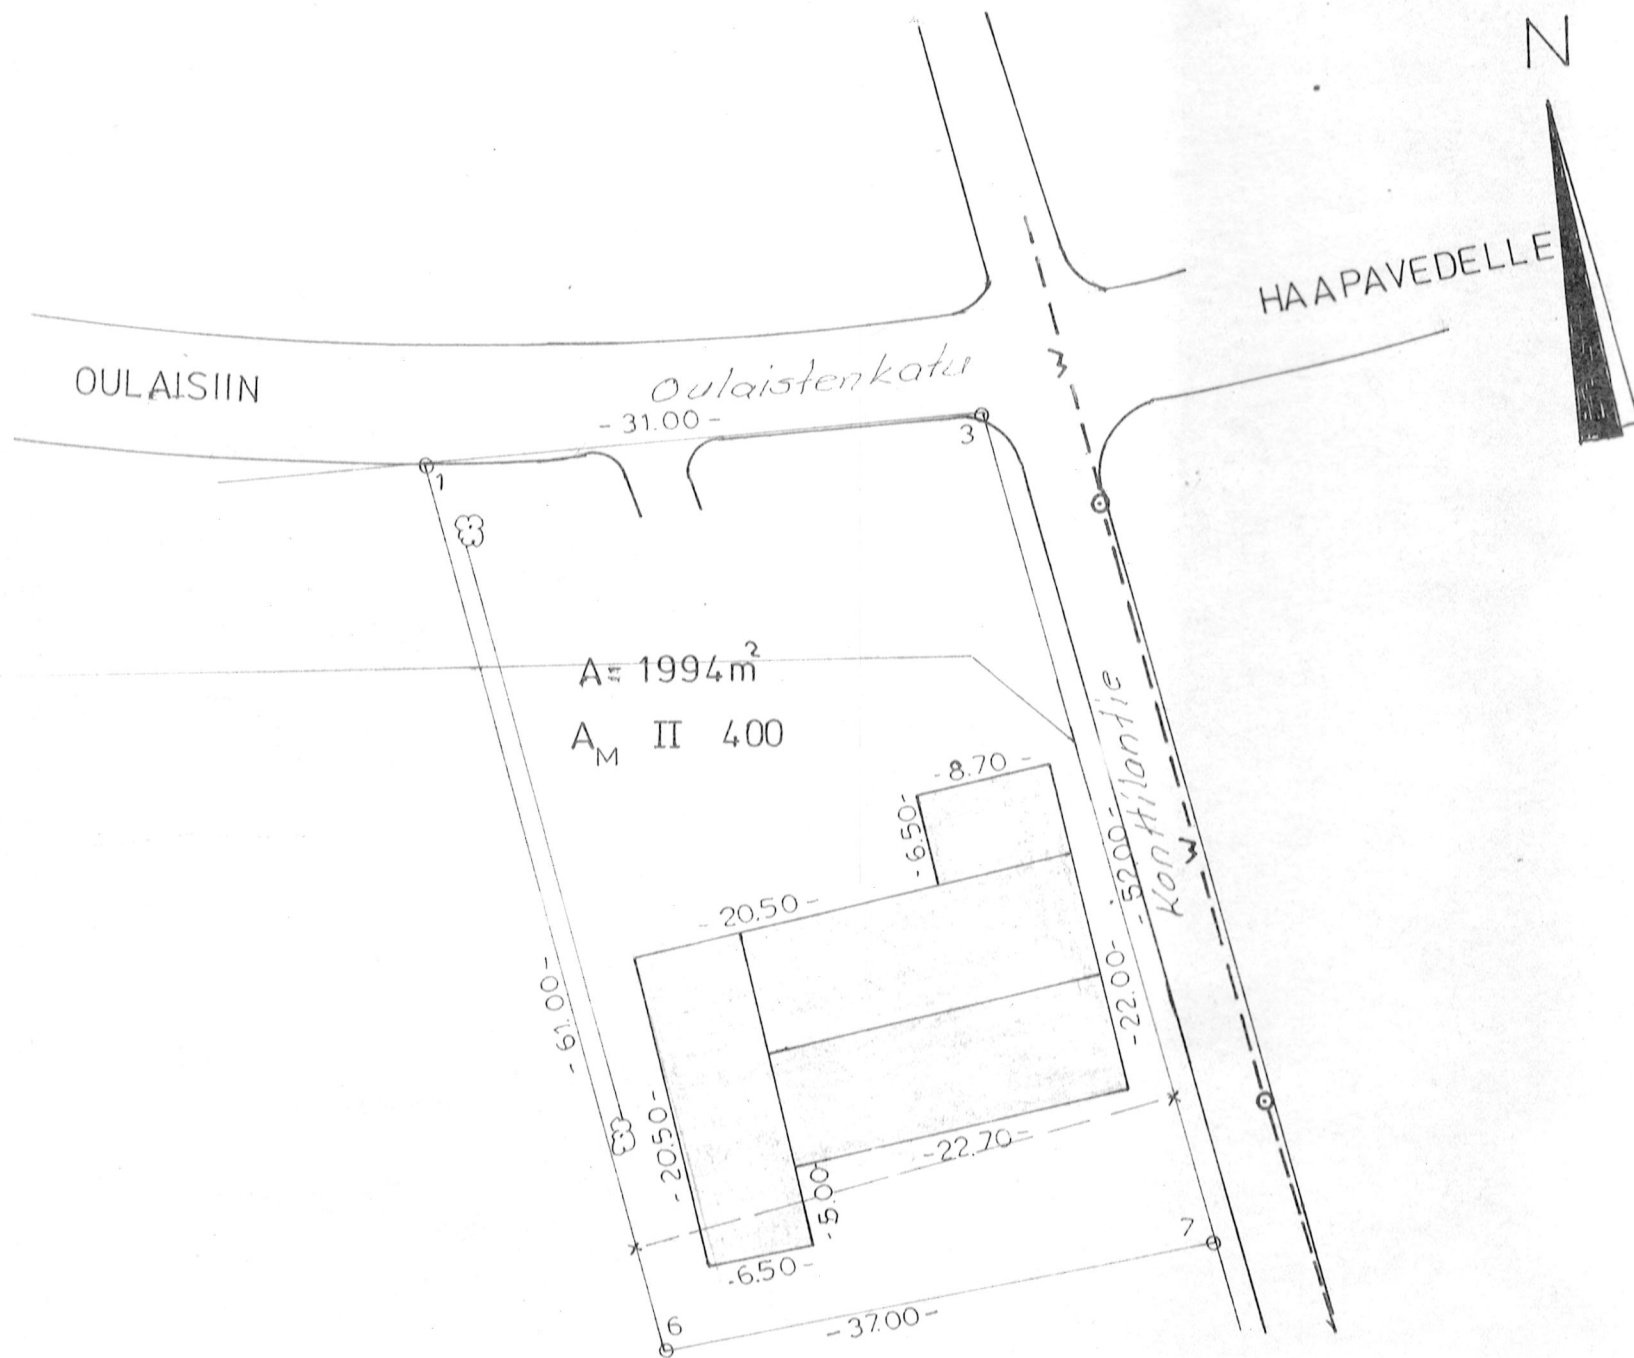 N
HAAPAVEDELLE
OULAISIIN
Oulaistenkatu
-31.00-
3
1
A= 1994m²
A_M II 400
Konttilantie
-8.70-
-6.50-
-52.00-
-20.50-
-22.00-
-61.00-
-20.50-
-22.70-
-5.00-
-6.50-
7
-37.00-
6